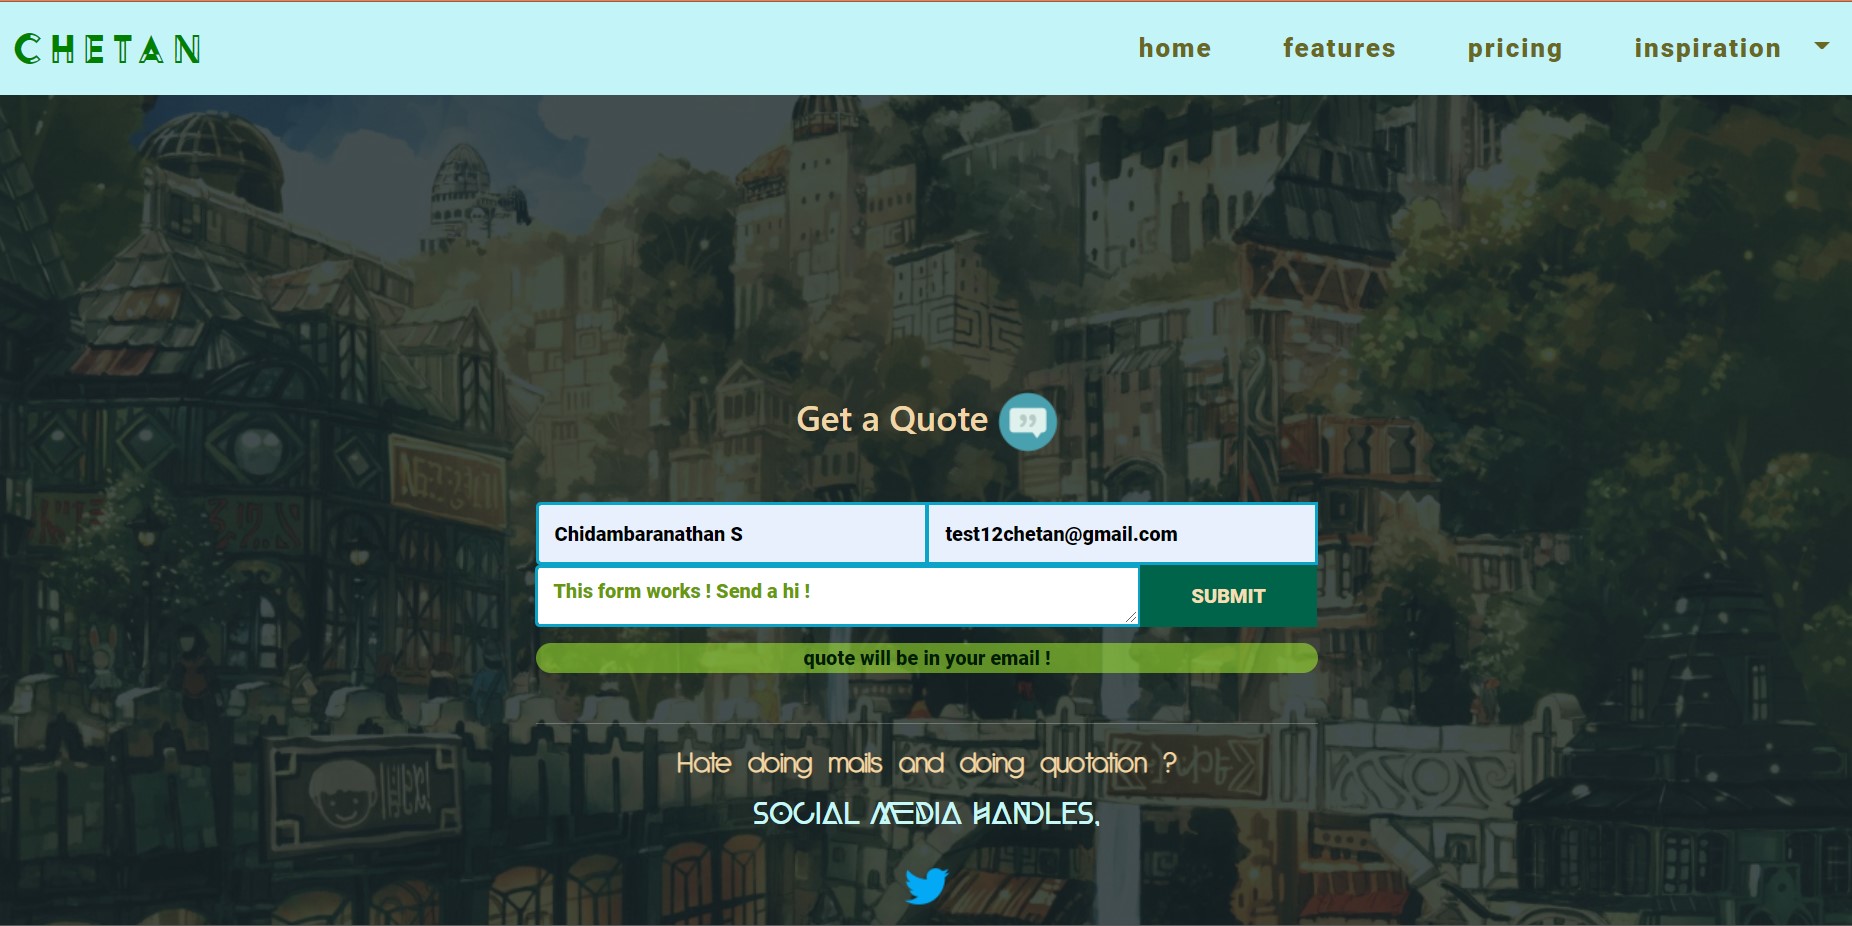 CHETAN
home features pricing inspiration
Get a Quote
Chidambaranathan S test12chetan@gmail.com
This form works ! Send a hi !
SUBMIT
quote will be in your email !
Hate doing mails and doing quotation ?
SOCIAL MEDIA HANDLES.